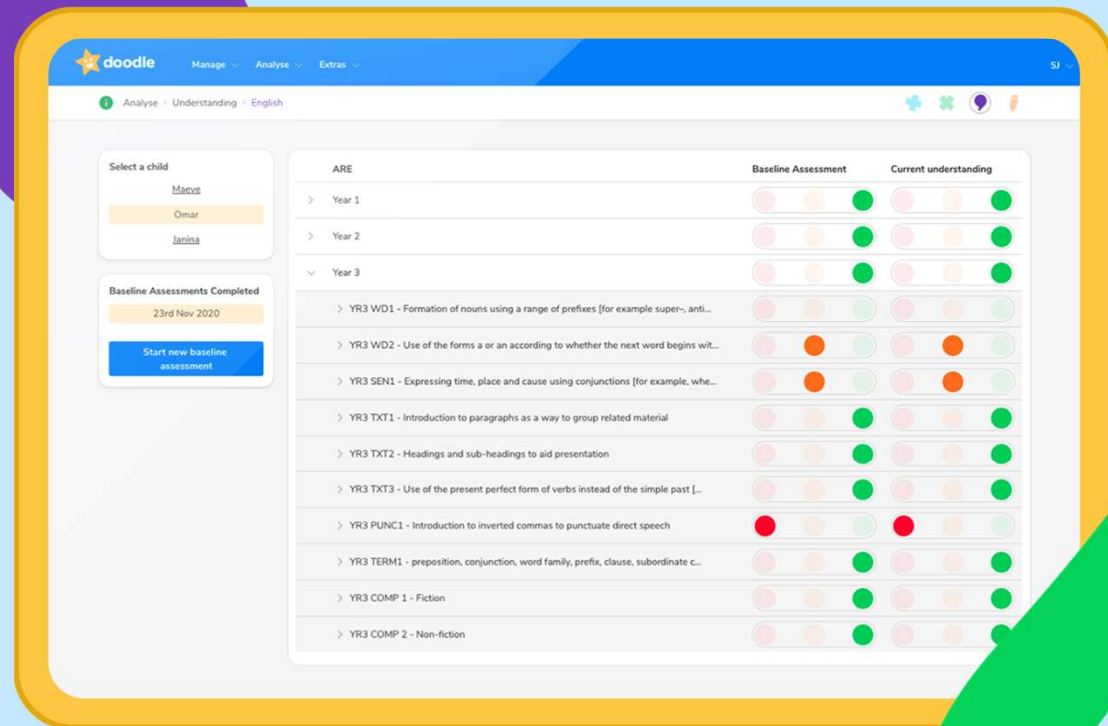 doodle
Manage
Analyse
Extras
SJ
Analyse > Understanding > English
Select a child
Maeve
Omar
Janina
Baseline Assessments Completed
23rd Nov 2020
Start new baseline
assessment
ARE Baseline Assessment Current understanding
Year 1
Year 2
Year 3
YR3 WD1 - Formation of nouns using a range of prefixes [for example super–, anti...
YR3 WD2 - Use of the forms a or an according to whether the next word begins wit...
YR3 SEN1 - Expressing time, place and cause using conjunctions [for example, whe...
YR3 TXT1 - Introduction to paragraphs as a way to group related material
YR3 TXT2 - Headings and sub-headings to aid presentation
YR3 TXT3 - Use of the present perfect form of verbs instead of the simple past [...
YR3 PUNC1 - Introduction to inverted commas to punctuate direct speech
YR3 TERM1 - preposition, conjunction, word family, prefix, clause, subordinate c...
YR3 COMP 1 - Fiction
YR3 COMP 2 - Non-fiction